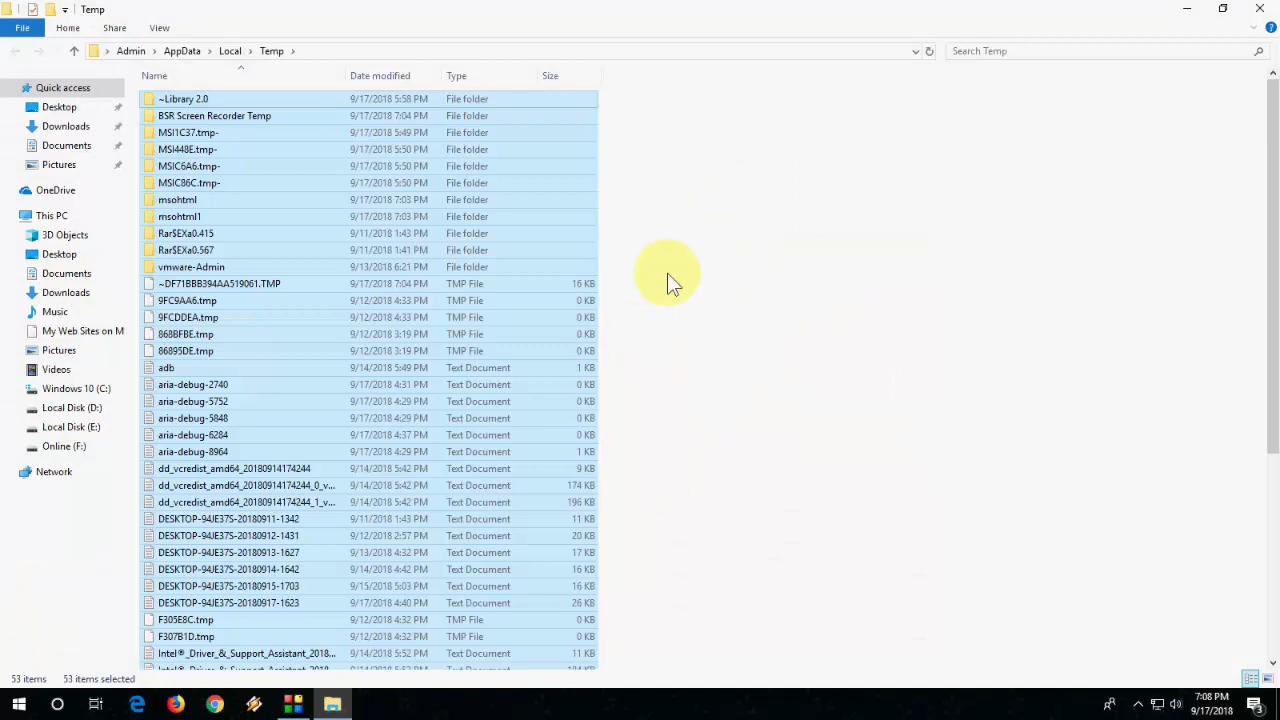 Temp
File Home Share View
Admin AppData Local Temp
Search Temp
Name Date modified Type Size
Quick access
Desktop
Downloads
Documents
Pictures
OneDrive
This PC
3D Objects
Desktop
Documents
Downloads
Music
My Web Sites on M
Pictures
Videos
Windows 10 (C:)
Local Disk (D:)
Local Disk (E:)
Online (F:)
Network
~Library 2.0 9/17/2018 5:58 PM File folder
BSR Screen Recorder Temp 9/17/2018 7:04 PM File folder
MSI1C37.tmp- 9/17/2018 5:49 PM File folder
MSI448E.tmp- 9/17/2018 5:50 PM File folder
MSIC6A6.tmp- 9/17/2018 5:50 PM File folder
MSIC86C.tmp- 9/17/2018 5:50 PM File folder
msohtml 9/17/2018 7:03 PM File folder
msohtml1 9/17/2018 7:03 PM File folder
Rar$EXa0.415 9/11/2018 1:43 PM File folder
Rar$EXa0.567 9/11/2018 1:41 PM File folder
vmware-Admin 9/13/2018 6:21 PM File folder
~DF71BBB394AA519061.TMP 9/17/2018 7:04 PM TMP File 16 KB
9FC9AA6.tmp 9/12/2018 4:33 PM TMP File 0 KB
9FCDDEA.tmp 9/12/2018 4:33 PM TMP File 0 KB
868BFBE.tmp 9/12/2018 3:19 PM TMP File 0 KB
86895DE.tmp 9/12/2018 3:19 PM TMP File 0 KB
adb 9/14/2018 5:49 PM Text Document 1 KB
aria-debug-2740 9/17/2018 4:31 PM Text Document 0 KB
aria-debug-5752 9/17/2018 4:29 PM Text Document 0 KB
aria-debug-5848 9/17/2018 4:29 PM Text Document 0 KB
aria-debug-6284 9/17/2018 4:37 PM Text Document 0 KB
aria-debug-8964 9/17/2018 4:29 PM Text Document 1 KB
dd_vcredist_amd64_20180914174244 9/14/2018 5:42 PM Text Document 9 KB
dd_vcredist_amd64_20180914174244_0_v... 9/14/2018 5:42 PM Text Document 174 KB
dd_vcredist_amd64_20180914174244_1_v... 9/14/2018 5:42 PM Text Document 196 KB
DESKTOP-94JE37S-20180911-1342 9/11/2018 1:43 PM Text Document 11 KB
DESKTOP-94JE37S-20180912-1431 9/12/2018 2:57 PM Text Document 20 KB
DESKTOP-94JE37S-20180913-1627 9/13/2018 4:32 PM Text Document 17 KB
DESKTOP-94JE37S-20180914-1642 9/14/2018 4:42 PM Text Document 16 KB
DESKTOP-94JE37S-20180915-1703 9/15/2018 5:03 PM Text Document 16 KB
DESKTOP-94JE37S-20180917-1623 9/17/2018 4:40 PM Text Document 26 KB
F305E8C.tmp 9/12/2018 4:32 PM TMP File 0 KB
F307B1D.tmp 9/12/2018 4:32 PM TMP File 0 KB
Intel®_Driver_&_Support_Assistant_2018... 9/14/2018 5:52 PM Text Document 11 KB
53 items 53 items selected
7:08 PM
9/17/2018
3